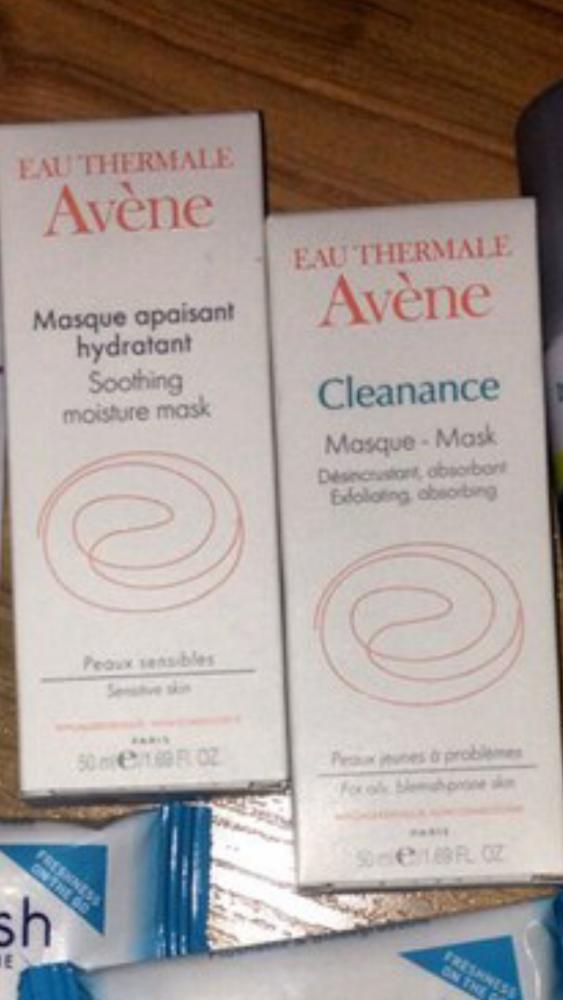 EAU THERMALE
Avène
Masque apaisant
hydratant
Soothing
moisture mask
Peaux sensibles
Sensitive skin
PARIS
50 ml ℮/1.69 FL. OZ.
EAU THERMALE
Avène
Cleanance
Masque - Mask
Désincrustant, absorbant
Exfoliating, absorbing
Peaux jeunes à problèmes
For oily, blemish-prone skin
PARIS
50 ml ℮/1.69 FL. OZ.
FRESHNESS
ON THE GO
sh
FRESHNESS
ON THE GO